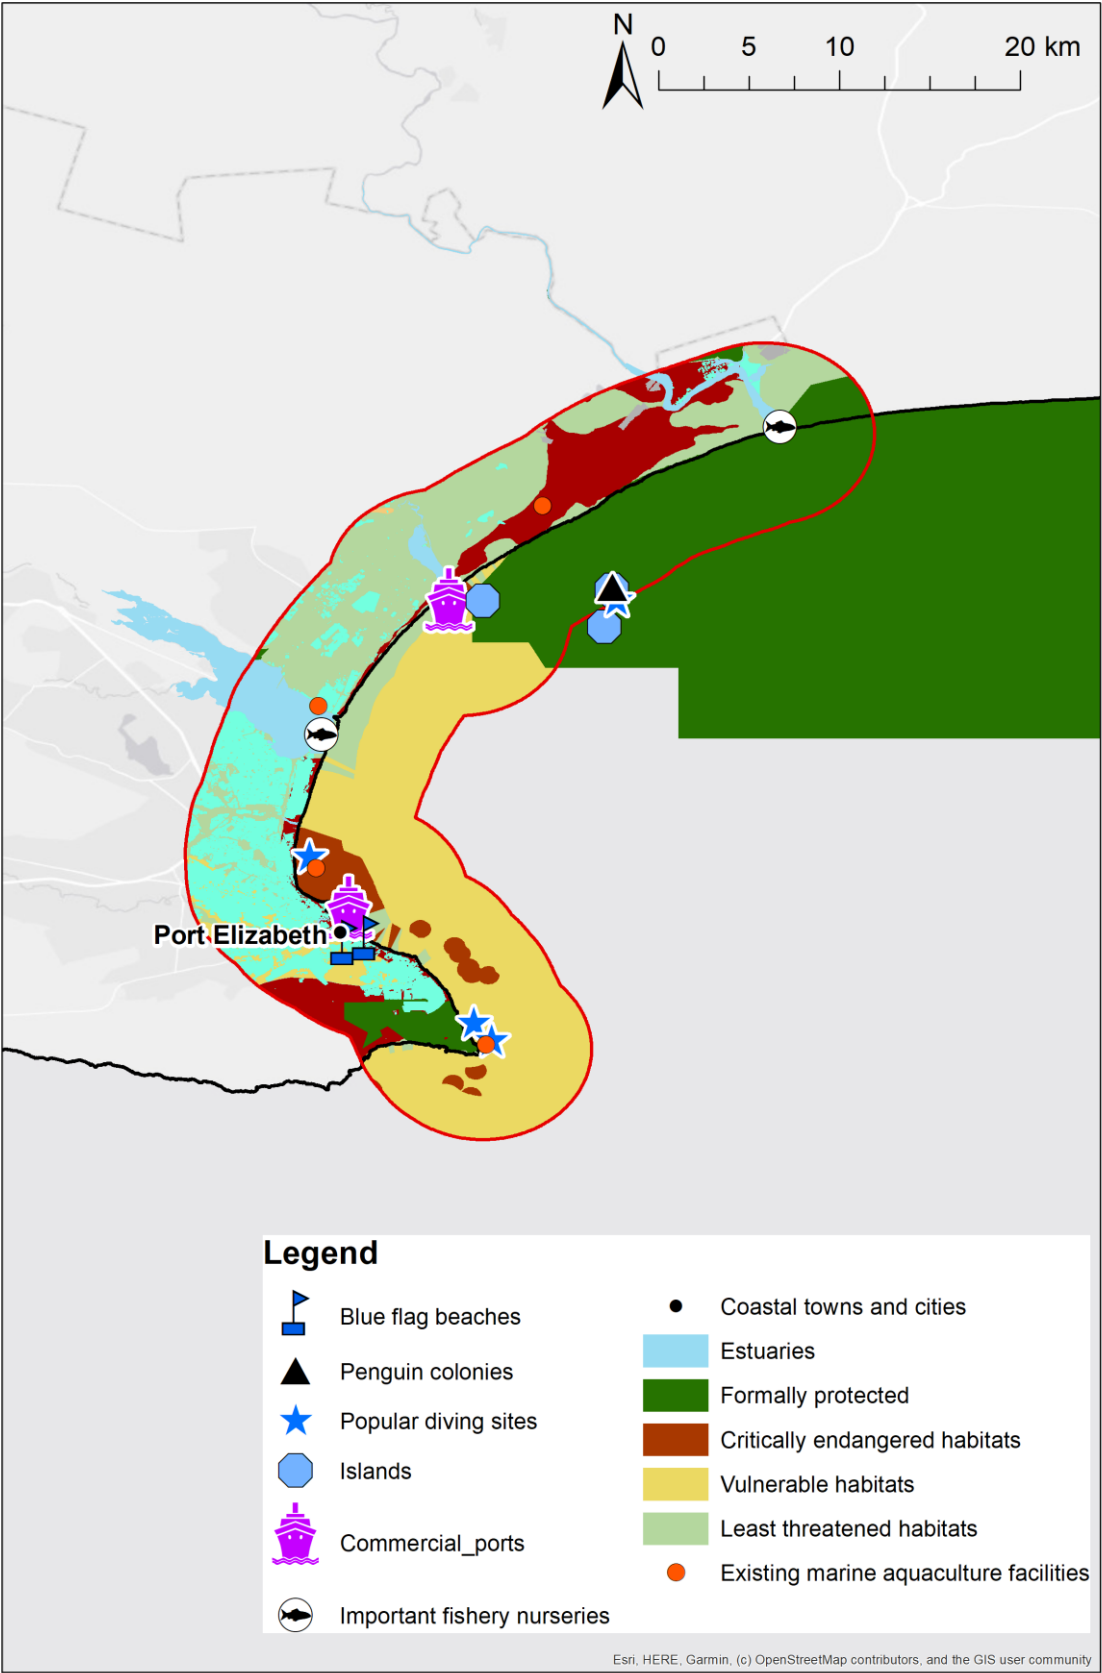 N
0 5 10 20 km
Port Elizabeth
Legend
Blue flag beaches
Penguin colonies
Popular diving sites
Islands
Commercial_ports
Important fishery nurseries
Coastal towns and cities
Estuaries
Formally protected
Critically endangered habitats
Vulnerable habitats
Least threatened habitats
Existing marine aquaculture facilities
Esri, HERE, Garmin, (c) OpenStreetMap contributors, and the GIS user community